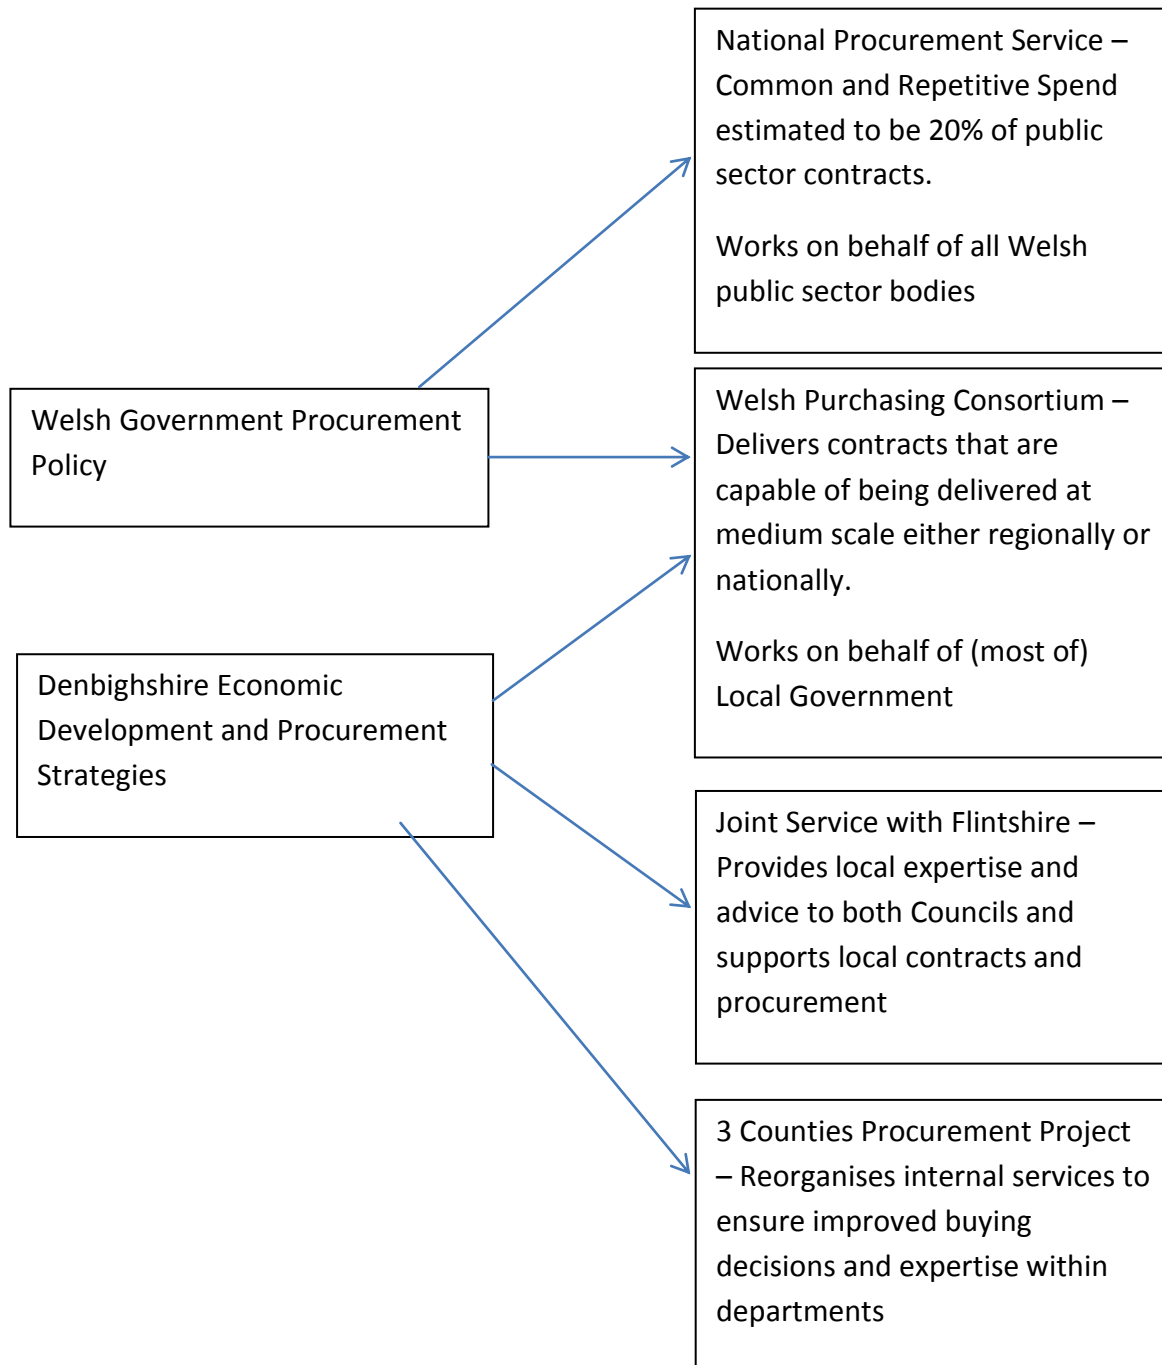 National Procurement Service –
Common and Repetitive Spend
estimated to be 20% of public
sector contracts.
Works on behalf of all Welsh
public sector bodies
Welsh Government Procurement
Policy
Welsh Purchasing Consortium –
Delivers contracts that are
capable of being delivered at
medium scale either regionally or
nationally.
Works on behalf of (most of)
Local Government
Denbighshire Economic
Development and Procurement
Strategies
Joint Service with Flintshire –
Provides local expertise and
advice to both Councils and
supports local contracts and
procurement
3 Counties Procurement Project
– Reorganises internal services to
ensure improved buying
decisions and expertise within
departments